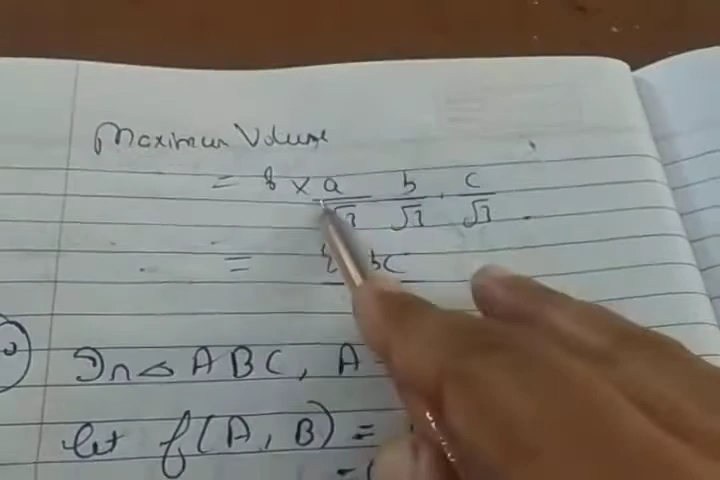 Maximum Volume
= 8 × a/√3 b/√3 . c/√3
= bc
In △ ABC, A
let f(A, B) =